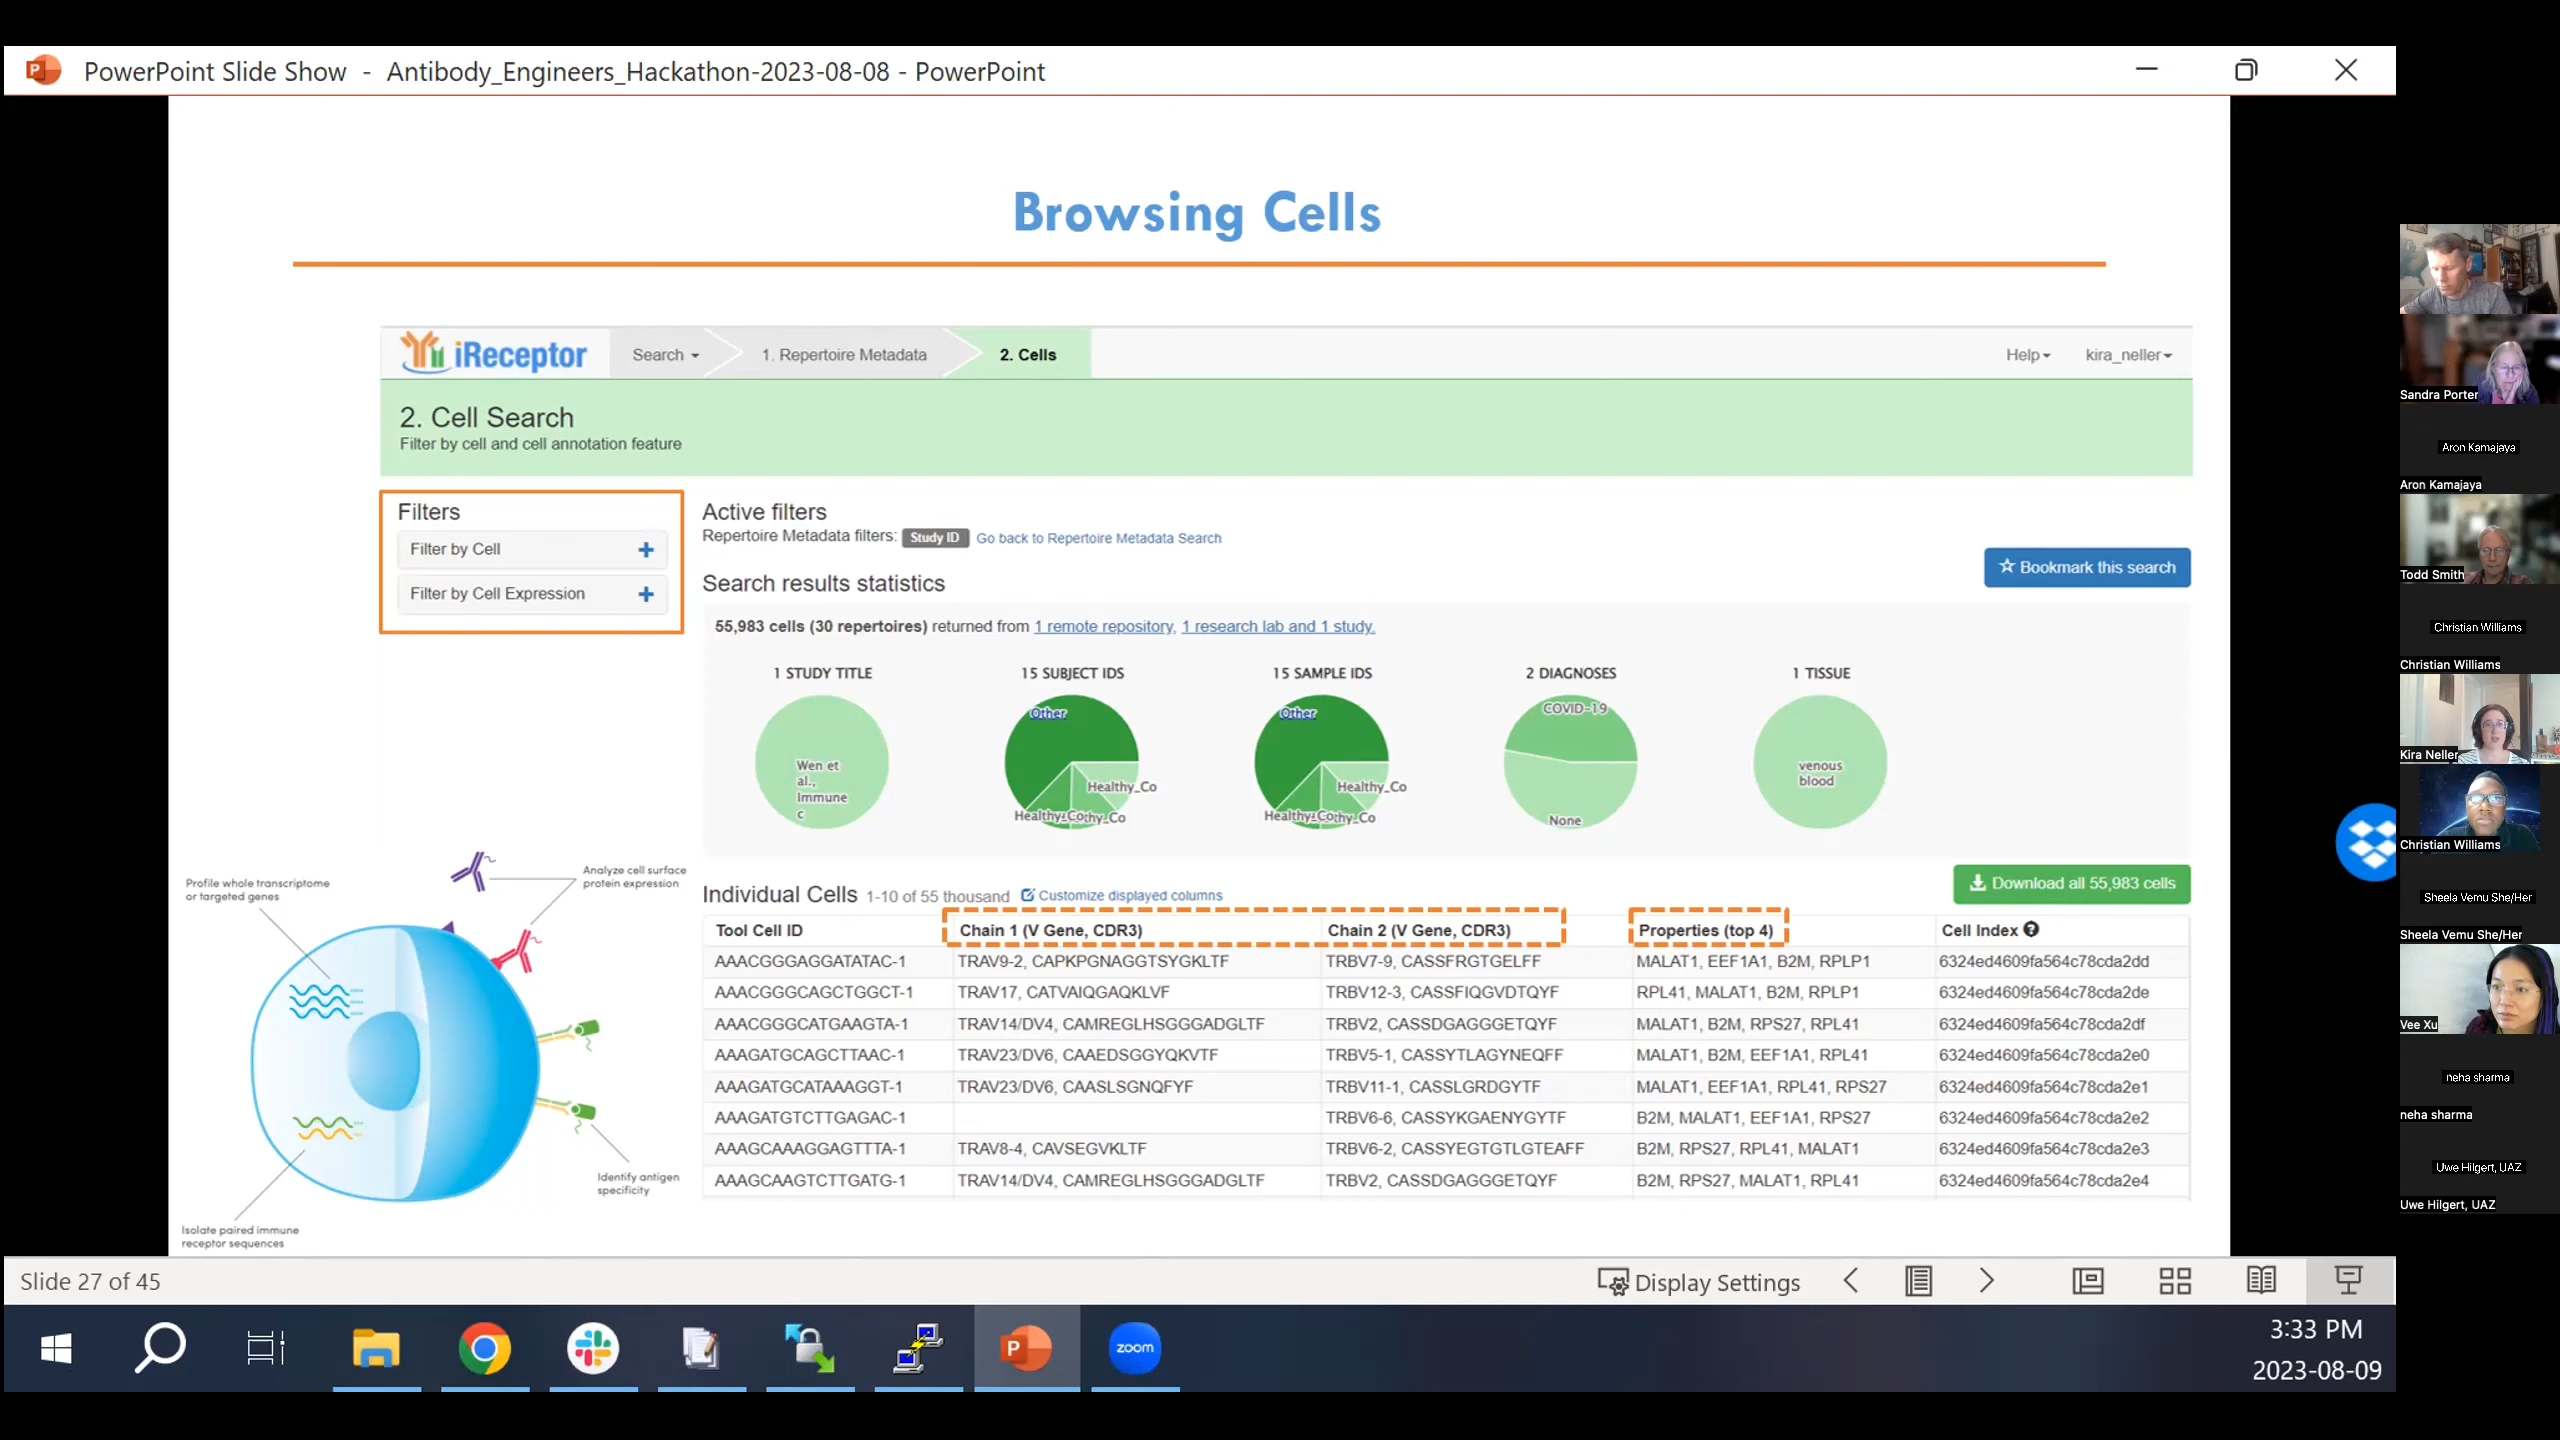 PowerPoint Slide Show - Antibody_Engineers_Hackathon-2023-08-08 - PowerPoint
Browsing Cells
iReceptor
Search
1. Repertoire Metadata
2. Cells
Help
kira_neller
2. Cell Search
Filter by cell and cell annotation feature
Filters
Filter by Cell
Filter by Cell Expression
Active filters
Repertoire Metadata filters: Study ID Go back to Repertoire Metadata Search
Bookmark this search
Search results statistics
55,983 cells (30 repertoires) returned from 1 remote repository, 1 research lab and 1 study.
1 STUDY TITLE
15 SUBJECT IDS
15 SAMPLE IDS
2 DIAGNOSES
1 TISSUE
Wen et
al.,
Immune
c
Other
Healthy_Co
Healthy_Co
thy_Co
Other
Healthy_Co
Healthy_Co
thy_Co
COVID-19
None
venous
blood
Profile whole transcriptome
or targeted genes
Analyze cell surface
protein expression
Identify antigen
specificity
Isolate paired immune
receptor sequences
Individual Cells 1-10 of 55 thousand Customize displayed columns
Download all 55,983 cells
Tool Cell ID Chain 1 (V Gene, CDR3) Chain 2 (V Gene, CDR3) Properties (top 4) Cell Index ?
AAACGGGAGGATATAC-1 TRAV9-2, CAPKPGNAGGTSYGKLTF TRBV7-9, CASSFRGTGELFF MALAT1, EEF1A1, B2M, RPLP1 6324ed4609fa564c78cda2dd
AAACGGGCAGCTGGCT-1 TRAV17, CATVAIQGAQKLVF TRBV12-3, CASSFIQGVDTQYF RPL41, MALAT1, B2M, RPLP1 6324ed4609fa564c78cda2de
AAACGGGCATGAAGTA-1 TRAV14/DV4, CAMREGLHSGGGADGLTF TRBV2, CASSDGAGGGETQYF MALAT1, B2M, RPS27, RPL41 6324ed4609fa564c78cda2df
AAAGATGCAGCTTAAC-1 TRAV23/DV6, CAAEDSGGYQKVTF TRBV5-1, CASSYTLAGYNEQFF MALAT1, B2M, EEF1A1, RPL41 6324ed4609fa564c78cda2e0
AAAGATGCATAAAGGT-1 TRAV23/DV6, CAASLSGNQFYF TRBV11-1, CASSLGRDGYTF MALAT1, EEF1A1, RPL41, RPS27 6324ed4609fa564c78cda2e1
AAAGATGTCTTGAGAC-1 TRBV6-6, CASSYKGAENYGYTF B2M, MALAT1, EEF1A1, RPS27 6324ed4609fa564c78cda2e2
AAAGCAAAGGAGTTTA-1 TRAV8-4, CAVSEGVKLTF TRBV6-2, CASSYEGTGTLGTEAFF B2M, RPS27, RPL41, MALAT1 6324ed4609fa564c78cda2e3
AAAGCAAGTCTTGATG-1 TRAV14/DV4, CAMREGLHSGGGADGLTF TRBV2, CASSDGAGGGETQYF B2M, RPS27, MALAT1, RPL41 6324ed4609fa564c78cda2e4
Slide 27 of 45
Display Settings
zoom
3:33 PM
2023-08-09
Sandra Porter
Aron Kamajaya
Aron Kamajaya
Todd Smith
Christian Williams
Christian Williams
Kira Neller
Christian Williams
Sheela Vemu She/Her
Sheela Vemu She/Her
Vee Xu
neha sharma
neha sharma
Uwe Hilgert, UAZ
Uwe Hilgert, UAZ